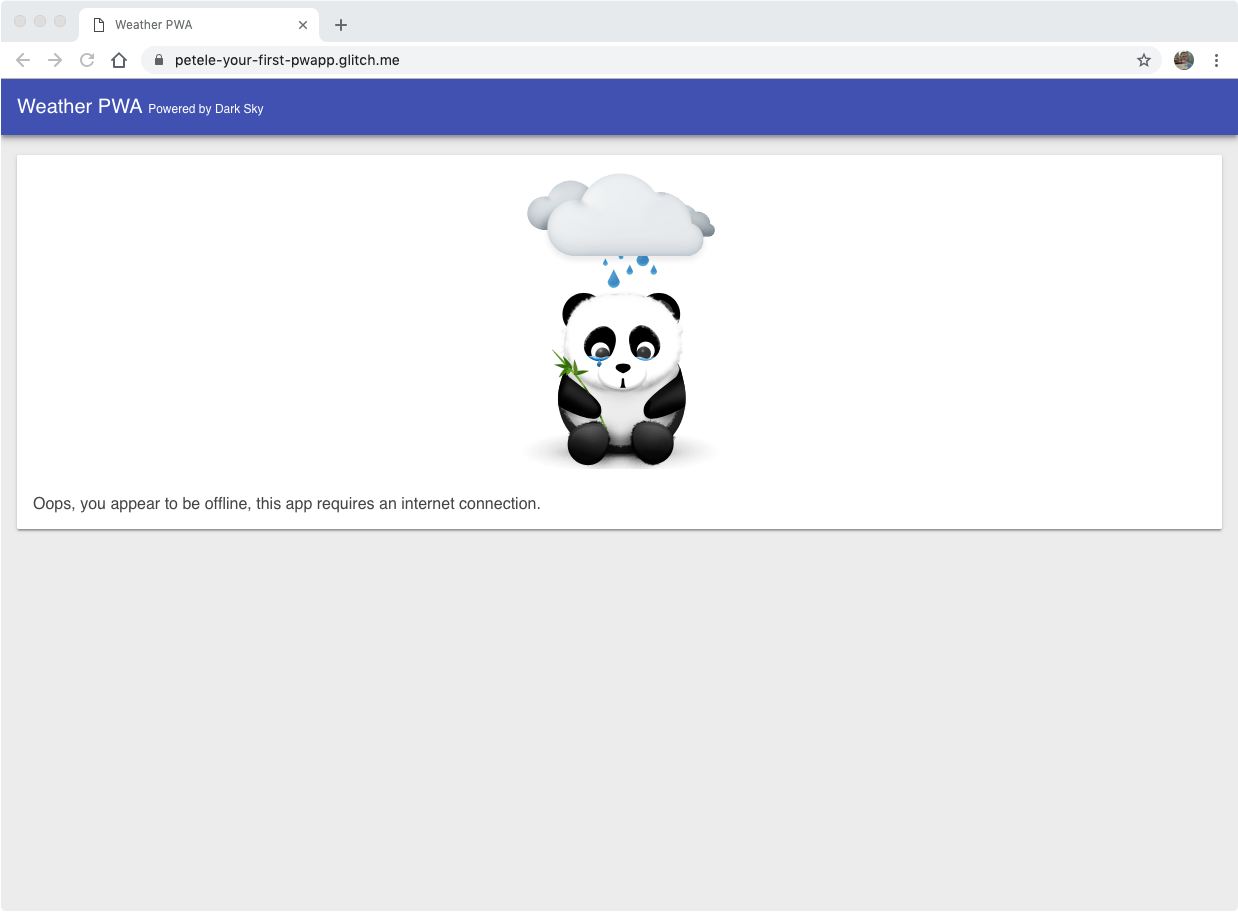 Weather PWA
petele-your-first-pwapp.glitch.me
Weather PWA Powered by Dark Sky
Oops, you appear to be offline, this app requires an internet connection.